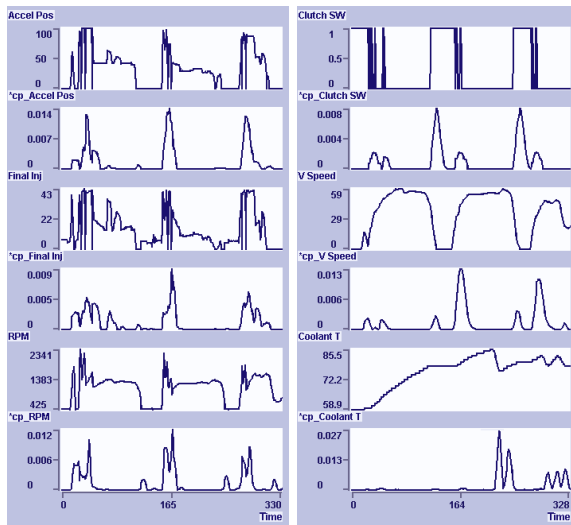 Accel Pos
100
50
0
*cp_Accel Pos
0.014
0.007
0
Final Inj
43
22
0
*cp_Final Inj
0.009
0.005
0
RPM
2341
1383
425
*cp_RPM
0.012
0.006
0
0 165 330
Time
Clutch SW
1
0.5
0
*cp_Clutch SW
0.008
0.004
0
V Speed
59
29
0
*cp_V Speed
0.013
0.007
0
Coolant T
85.5
72.2
58.9
*cp_Coolant T
0.027
0.013
0
0 164 328
Time